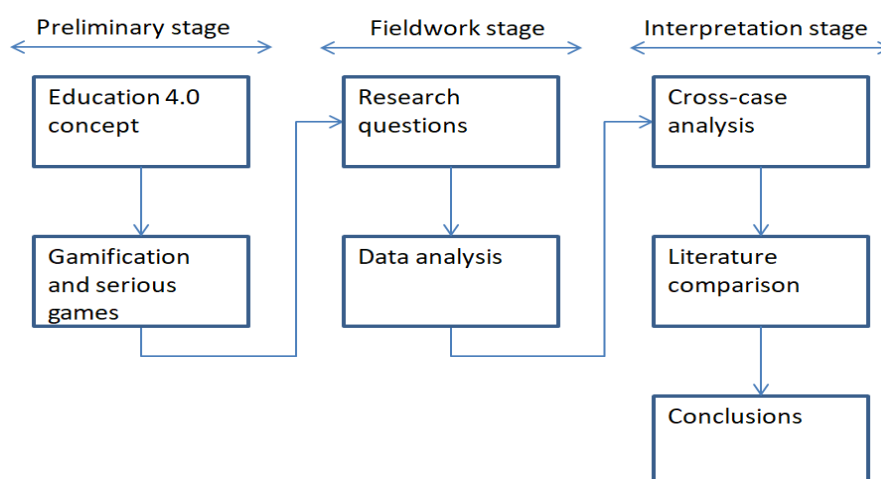 Preliminary stage
Fieldwork stage
Interpretation stage
Education 4.0
concept
Research
questions
Cross-case
analysis
Gamification
and serious
games
Data analysis
Literature
comparison
Conclusions